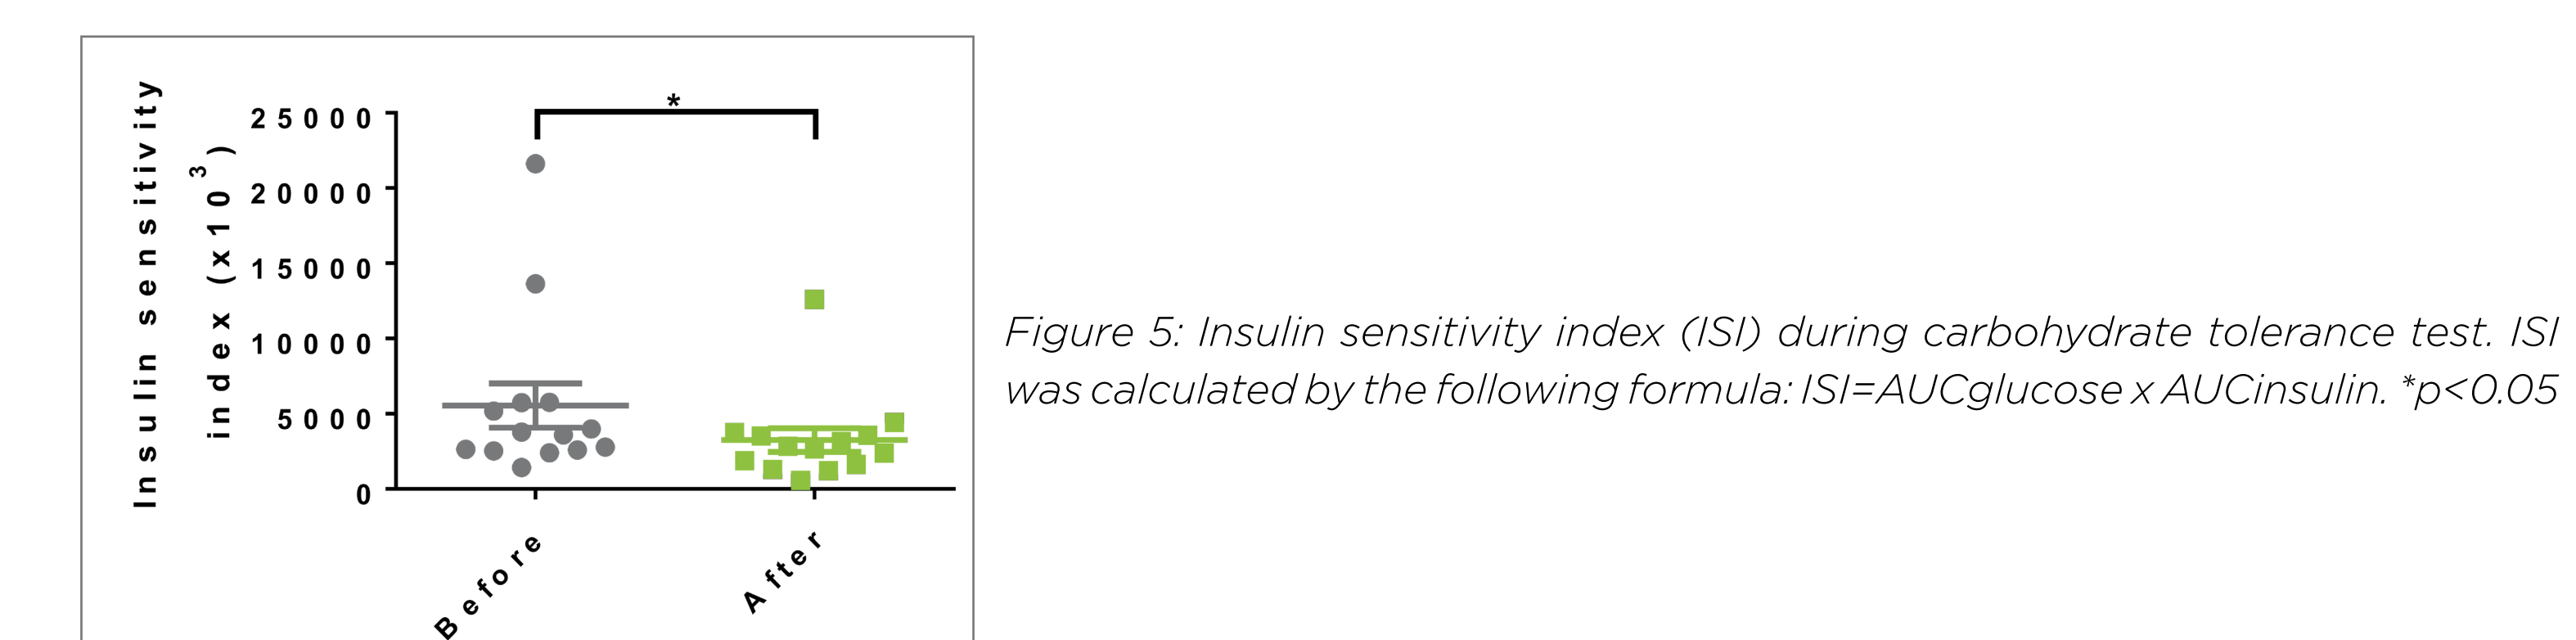 Insulin sensitivity
index (x10³)
25000
20000
15000
10000
5000
0
*
Before
After
Figure 5: Insulin sensitivity index (ISI) during carbohydrate tolerance test. ISI
was calculated by the following formula: ISI=AUCglucose x AUCinsulin. *p<0.05